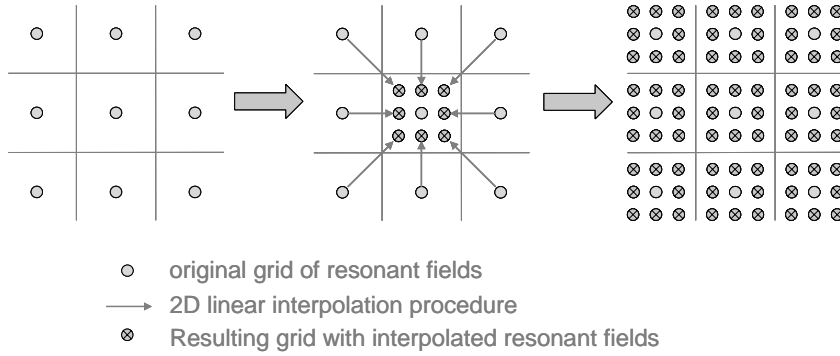 original grid of resonant fields
2D linear interpolation procedure
Resulting grid with interpolated resonant fields